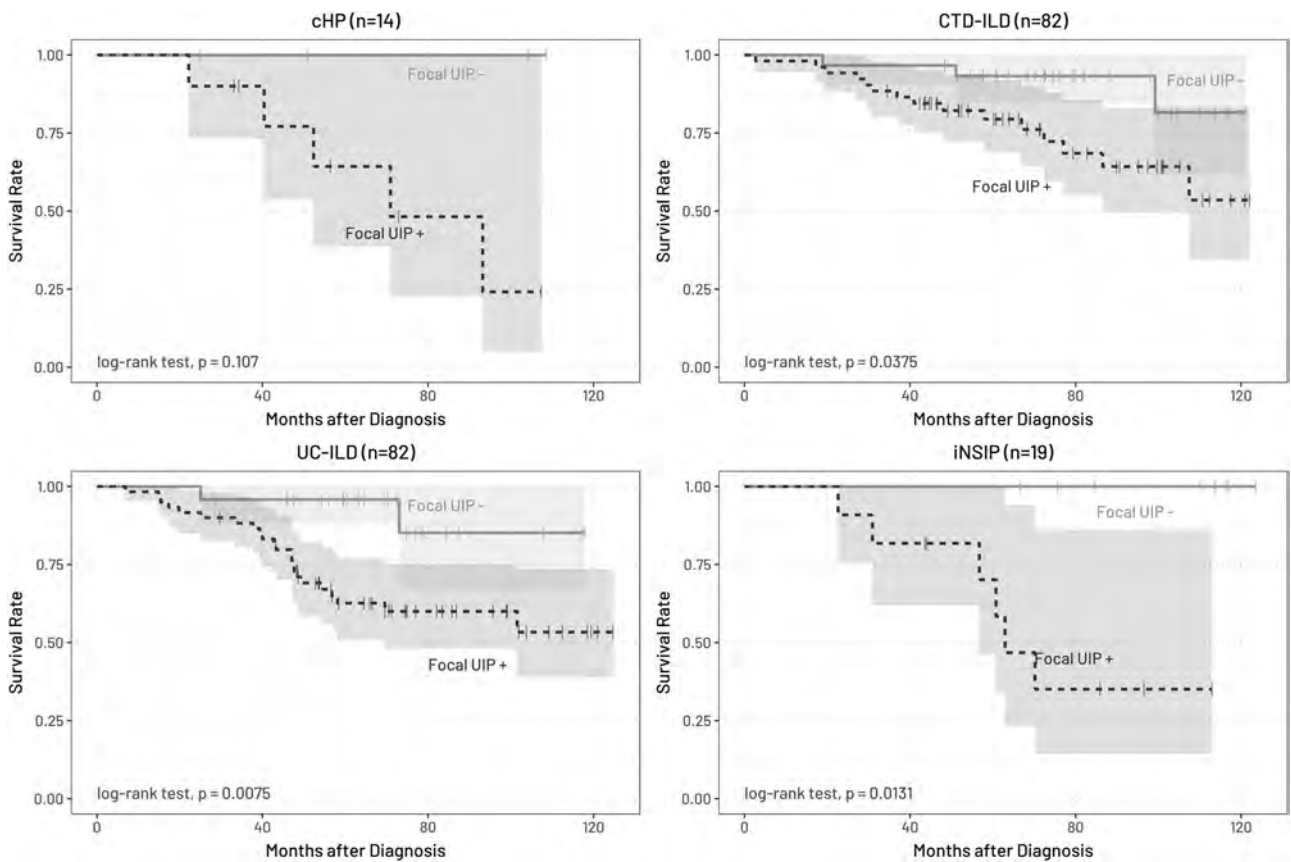 cHP (n=14)
1.00
0.75
0.50
0.25
0.00
Survival Rate
Focal UIP -
Focal UIP +
log-rank test, p = 0.107
0
40
80
120
Months after Diagnosis
CTD-ILD (n=82)
1.00
0.75
0.50
0.25
0.00
Survival Rate
Focal UIP -
Focal UIP +
log-rank test, p = 0.0375
0
40
80
120
Months after Diagnosis
UC-ILD (n=82)
1.00
0.75
0.50
0.25
0.00
Survival Rate
Focal UIP -
Focal UIP +
log-rank test, p = 0.0075
0
40
80
120
Months after Diagnosis
iNSIP (n=19)
1.00
0.75
0.50
0.25
0.00
Survival Rate
Focal UIP -
Focal UIP +
log-rank test, p = 0.0131
0
40
80
120
Months after Diagnosis